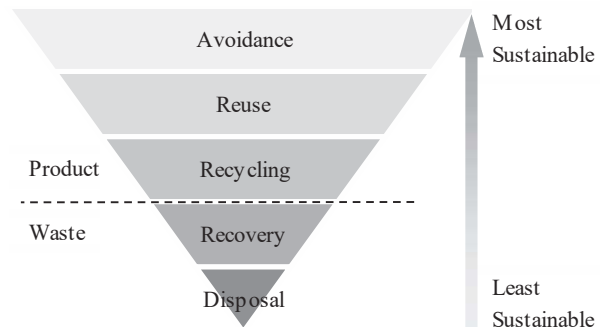 Most
Sustainable
Avoidance
Reuse
Product
Recycling
Waste
Recovery
Disposal
Least
Sustainable